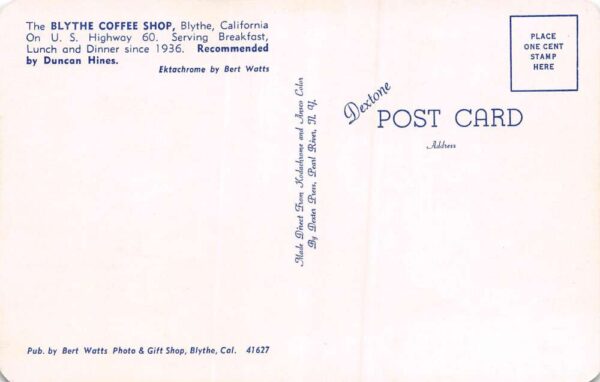 The BLYTHE COFFEE SHOP, Blythe, California
On U. S. Highway 60. Serving Breakfast,
Lunch and Dinner since 1936. Recommended
by Duncan Hines.
Ektachrome by Bert Watts
Pub. by Bert Watts Photo & Gift Shop, Blythe, Cal. 41627
Made Direct From Kodachrome and Ansco Color
By Dexter Press, Pearl River, N. Y.
Dextone
POST CARD
Address
PLACE
ONE CENT
STAMP
HERE